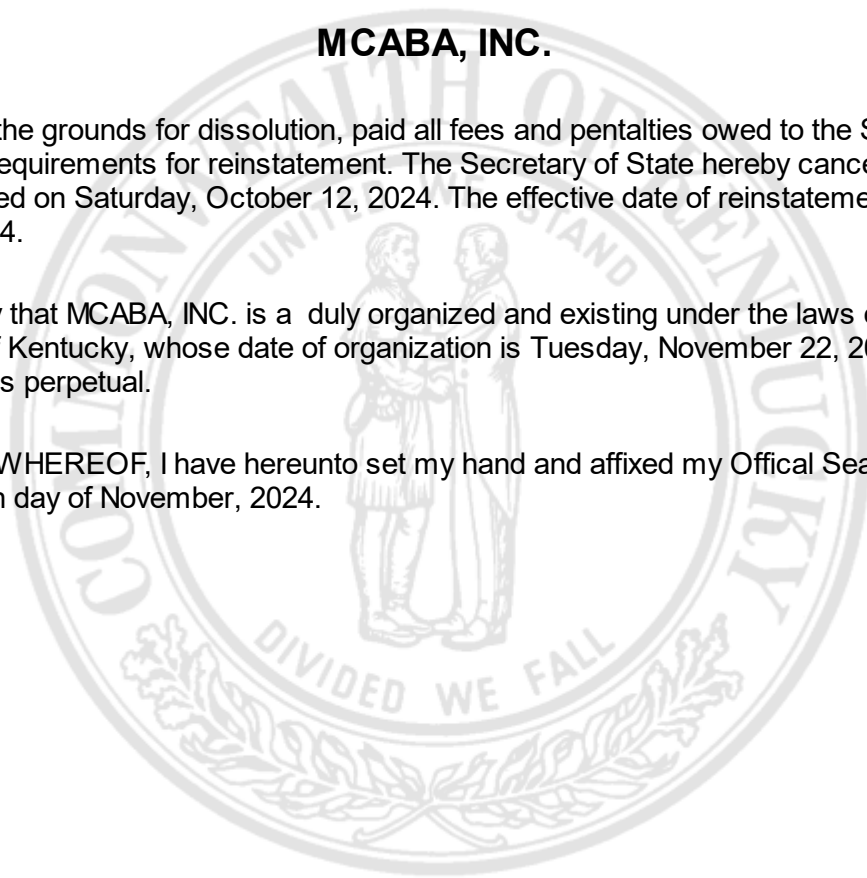 MCABA, INC.
the grounds for dissolution, paid all fees and pentalties owed to the S
equirements for reinstatement. The Secretary of State hereby cance
ed on Saturday, October 12, 2024. The effective date of reinstateme
4.
that MCABA, INC. is a duly organized and existing under the laws
Kentucky, whose date of organization is Tuesday, November 22, 20
s perpetual.
WHEREOF, I have hereunto set my hand and affixed my Offical Sea
day of November, 2024.
COMMONWEALTH OF KENTUCKY
UNITED WE STAND
DIVIDED WE FALL